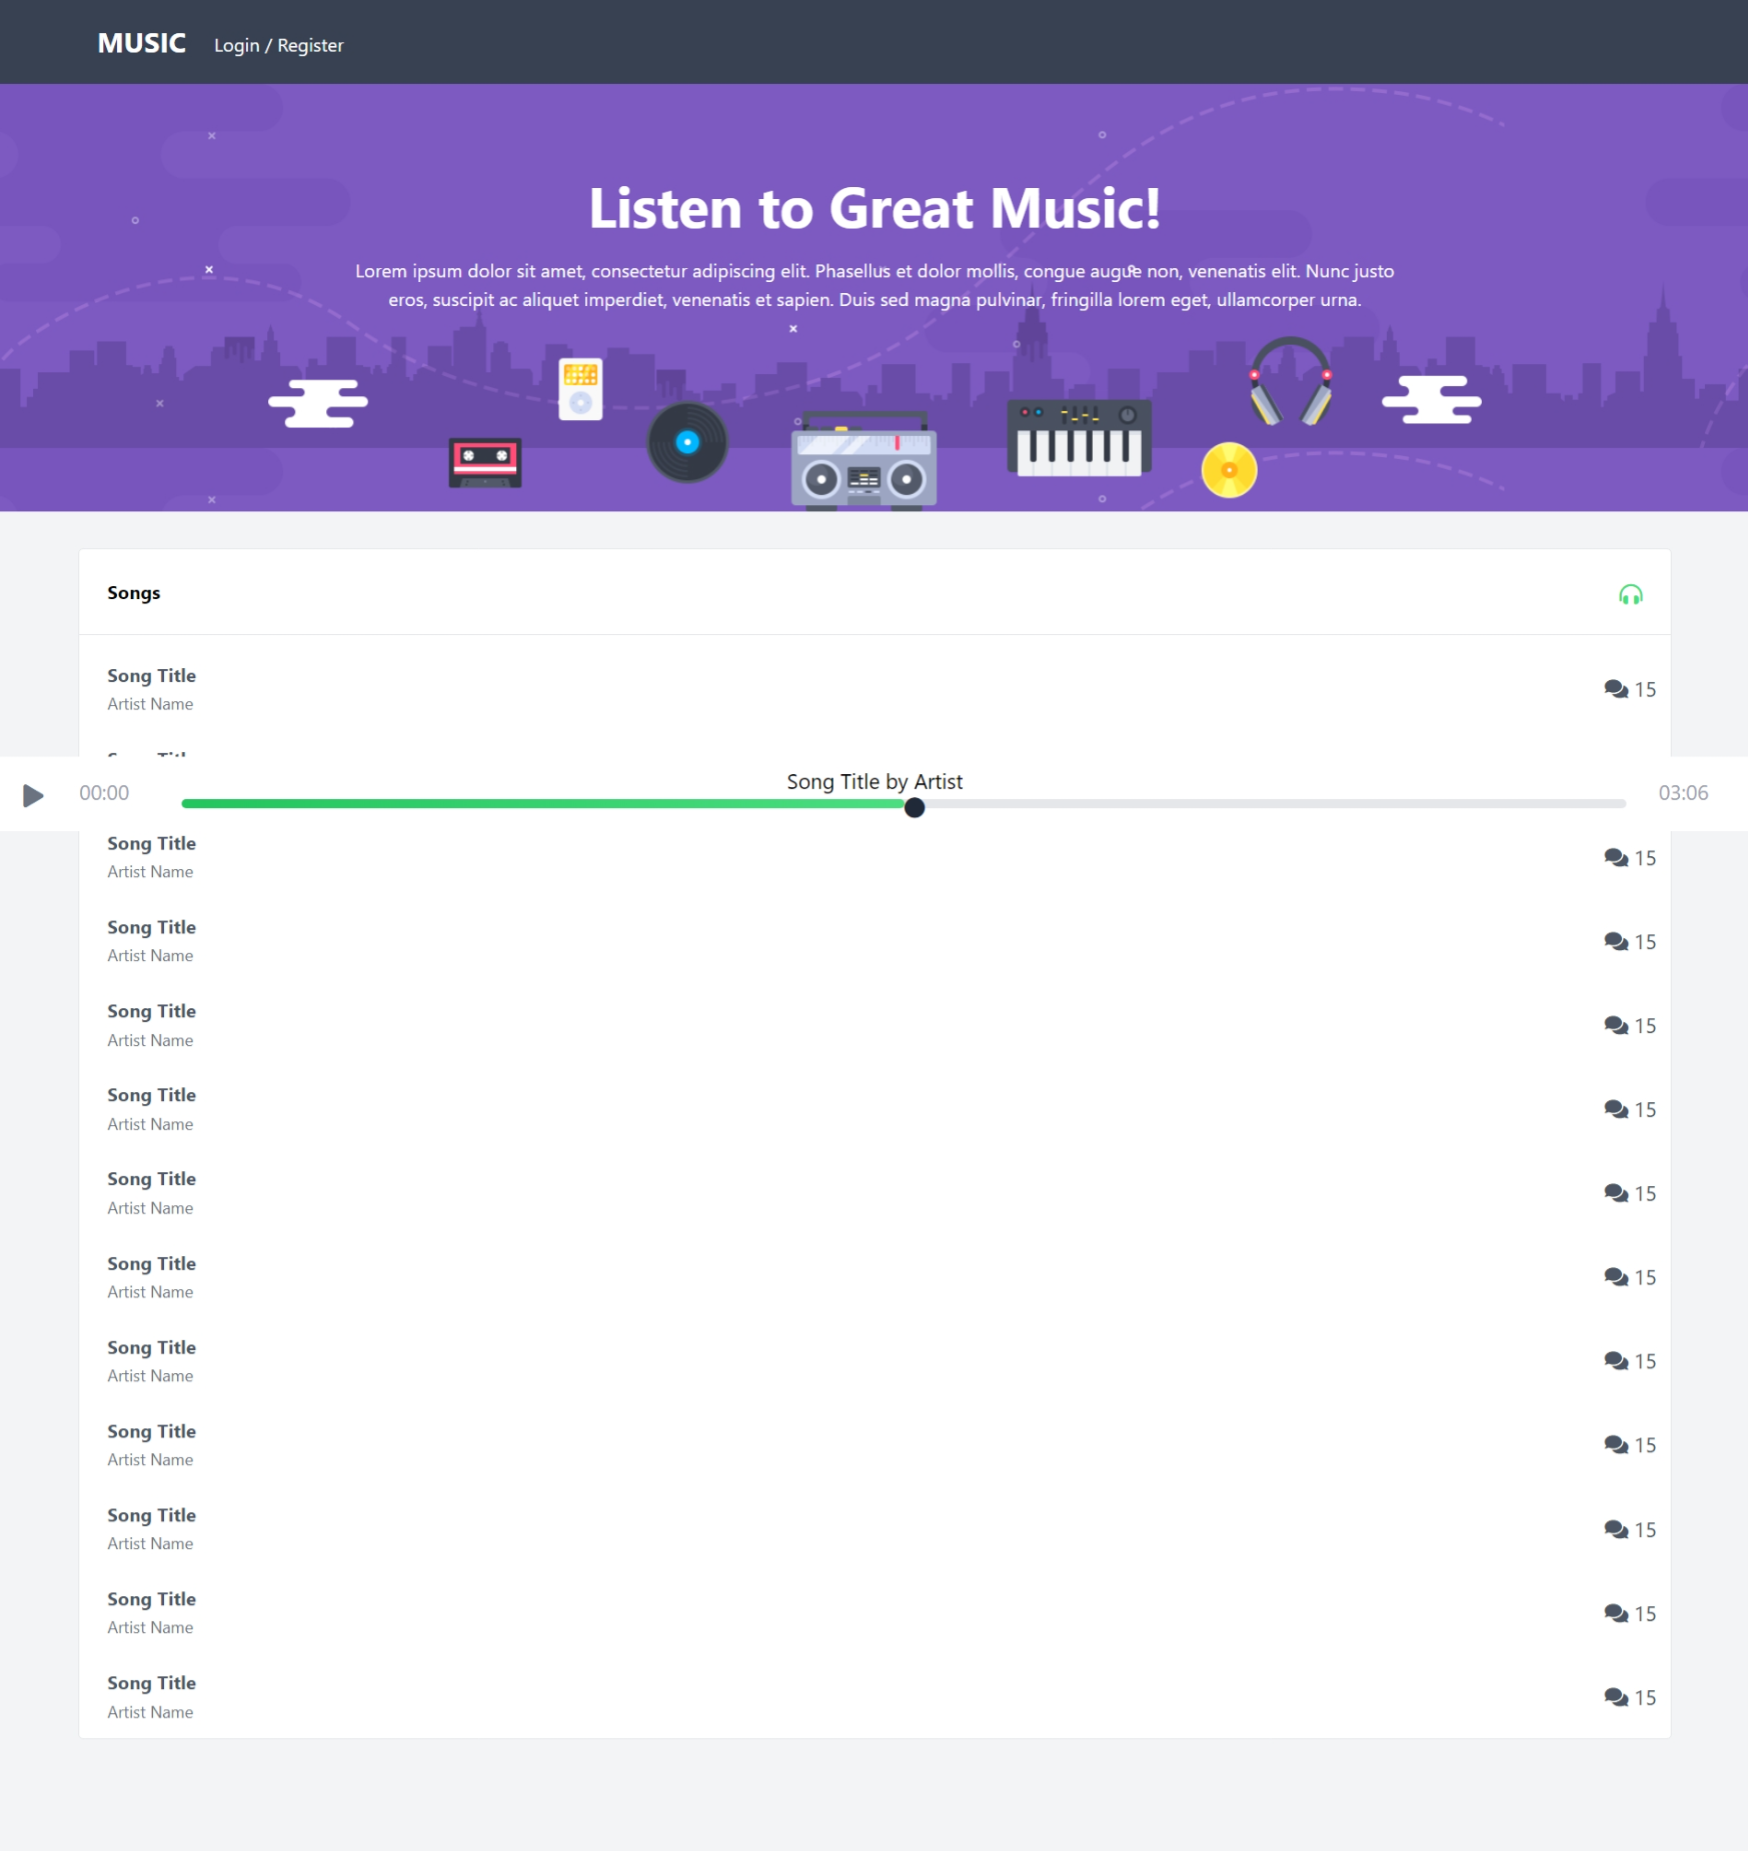 MUSIC Login / Register
Listen to Great Music!
Lorem ipsum dolor sit amet, consectetur adipiscing elit. Phasellus et dolor mollis, congue augue non, venenatis elit. Nunc justo
eros, suscipit ac aliquet imperdiet, venenatis et sapien. Duis sed magna pulvinar, fringilla lorem eget, ullamcorper urna.
Songs
Song Title
Artist Name
15
Song Title by Artist
00:00
03:06
Song Title
Artist Name
15
Song Title
Artist Name
15
Song Title
Artist Name
15
Song Title
Artist Name
15
Song Title
Artist Name
15
Song Title
Artist Name
15
Song Title
Artist Name
15
Song Title
Artist Name
15
Song Title
Artist Name
15
Song Title
Artist Name
15
Song Title
Artist Name
15